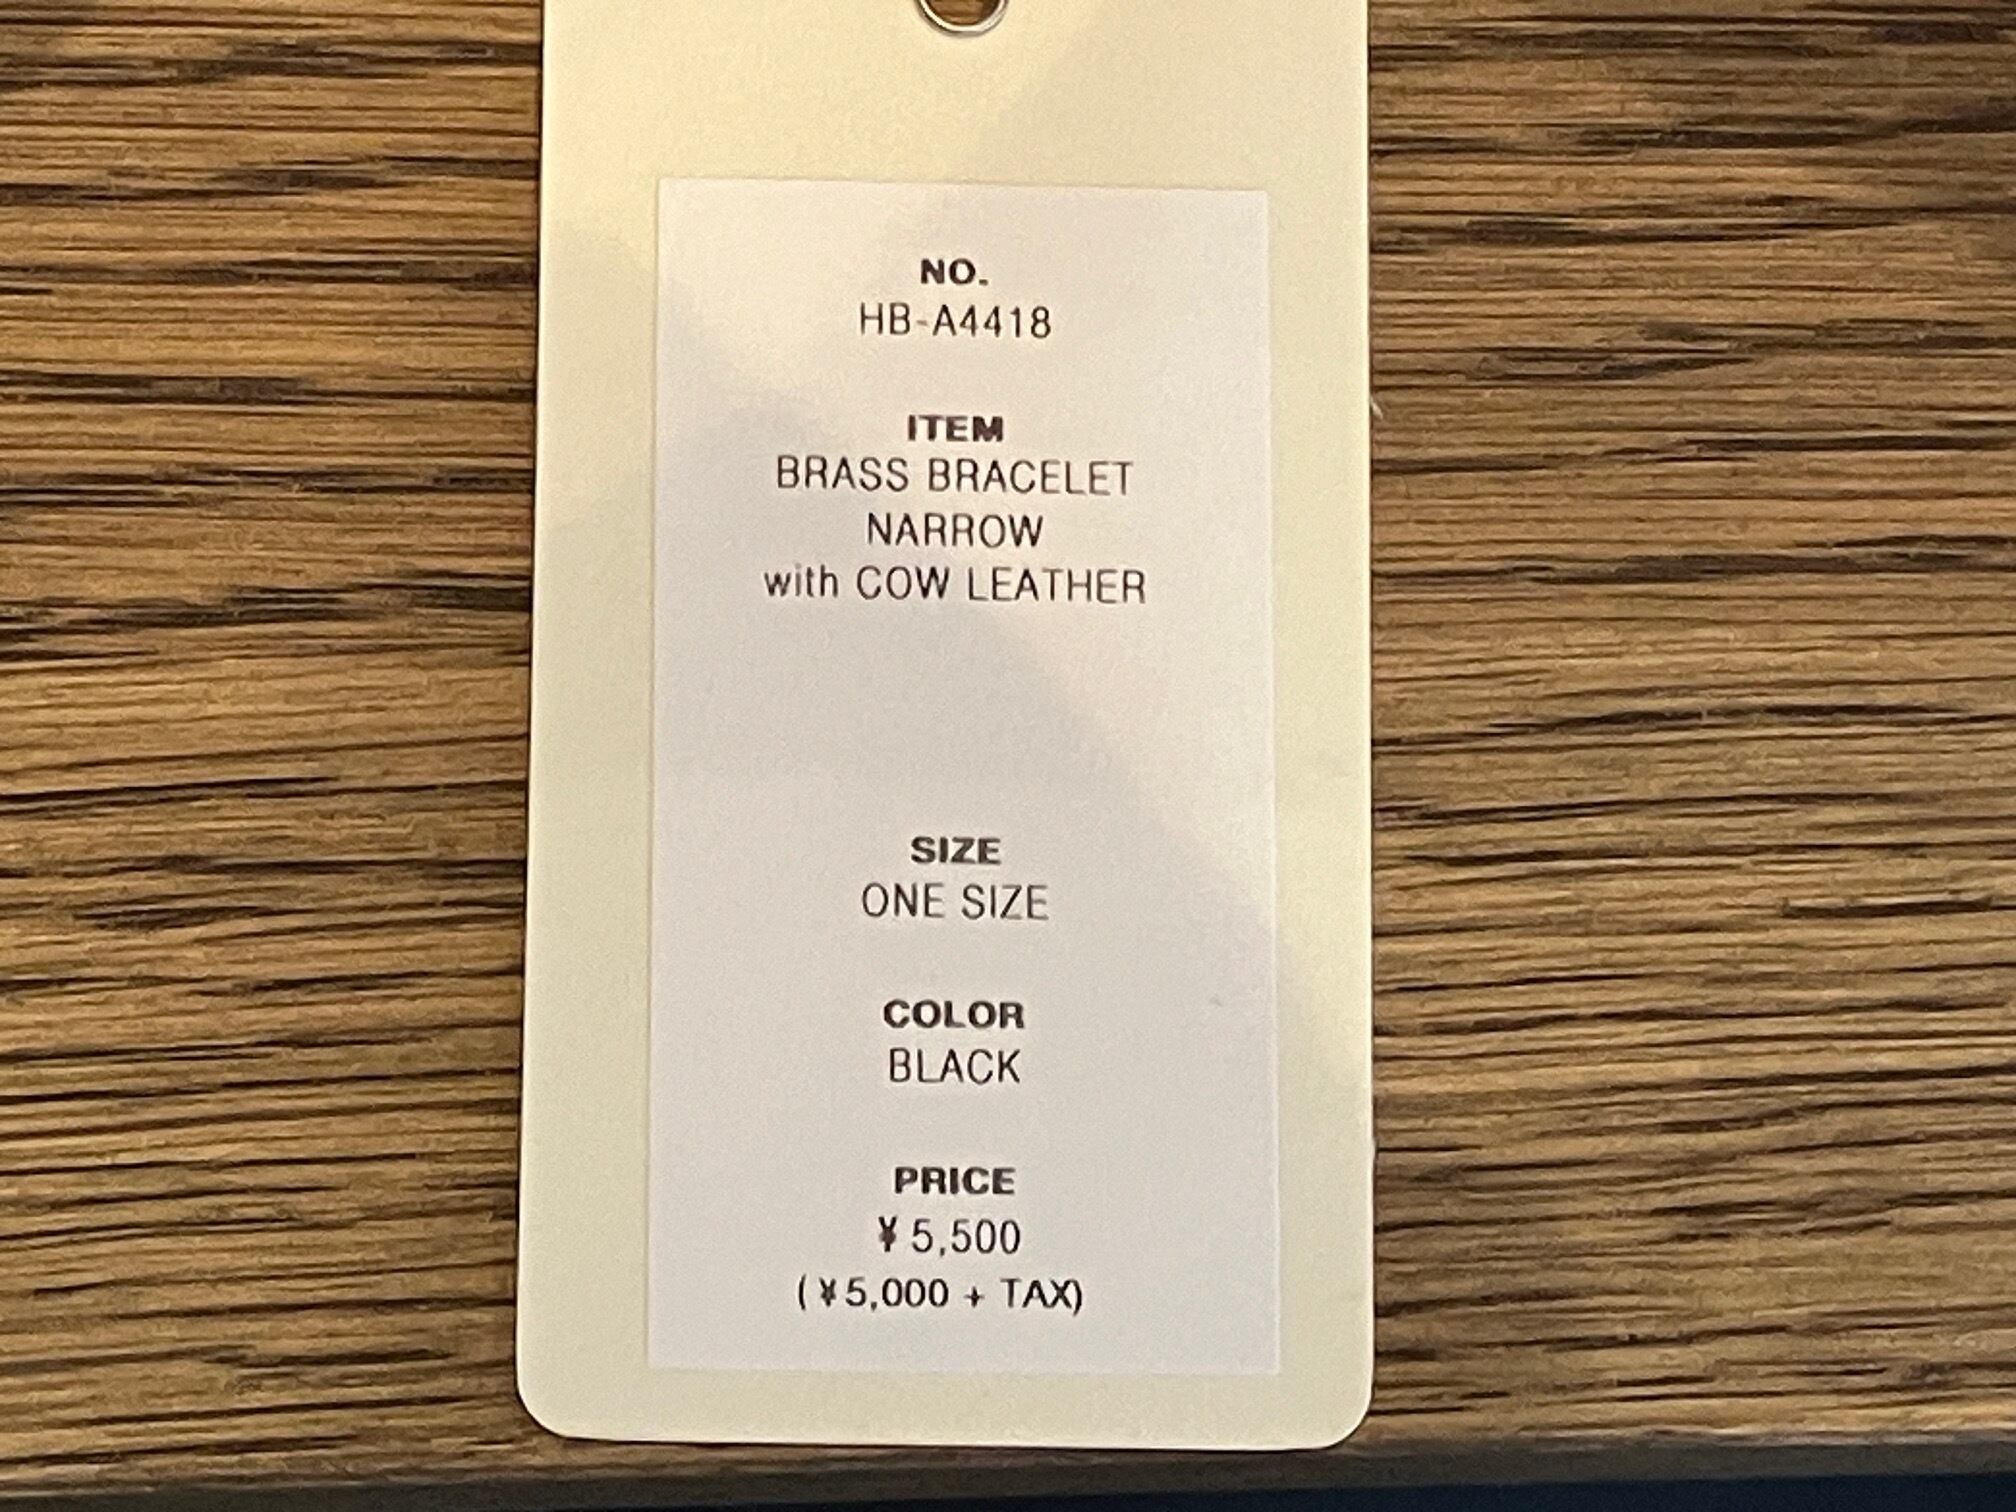 NO.
HB-A4418
ITEM
BRASS BRACELET
NARROW
with COW LEATHER
SIZE
ONE SIZE
COLOR
BLACK
PRICE
¥5,500
(¥5,000 + TAX)